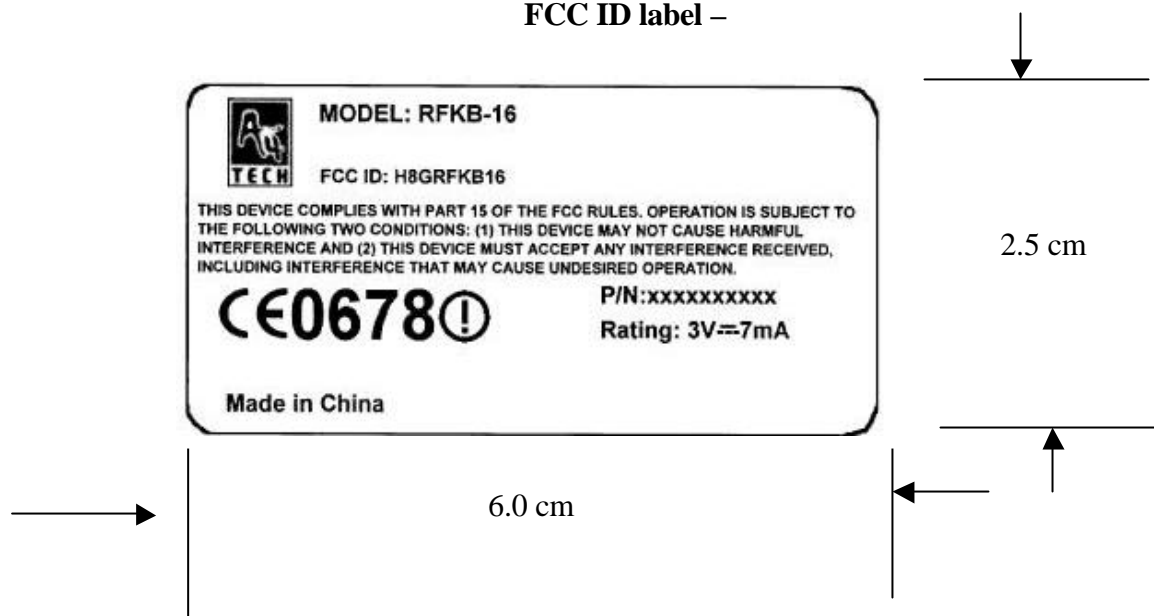 FCC ID label –
A4
TECH
MODEL: RFKB-16
FCC ID: H8GRFKB16
THIS DEVICE COMPLIES WITH PART 15 OF THE FCC RULES. OPERATION IS SUBJECT TO
THE FOLLOWING TWO CONDITIONS: (1) THIS DEVICE MAY NOT CAUSE HARMFUL
INTERFERENCE AND (2) THIS DEVICE MUST ACCEPT ANY INTERFERENCE RECEIVED,
INCLUDING INTERFERENCE THAT MAY CAUSE UNDESIRED OPERATION.
CE0678
P/N:xxxxxxxxxx
Rating: 3V⎓7mA
Made in China
2.5 cm
6.0 cm